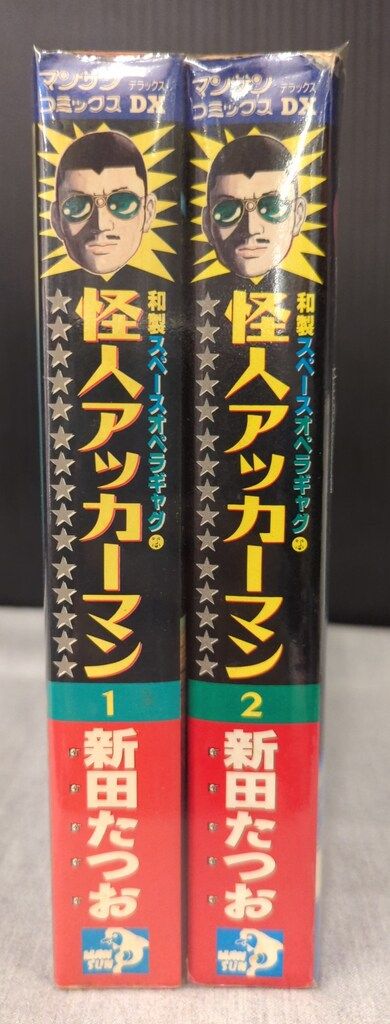 マンサン
コミックス
デラックス
DX
和製スペースオペラギャグ
怪人アッカーマン
1
新田たつお
MAN
SUN
マンサン
コミックス
デラックス
DX
和製スペースオペラギャグ
怪人アッカーマン
2
新田たつお
MAN
SUN